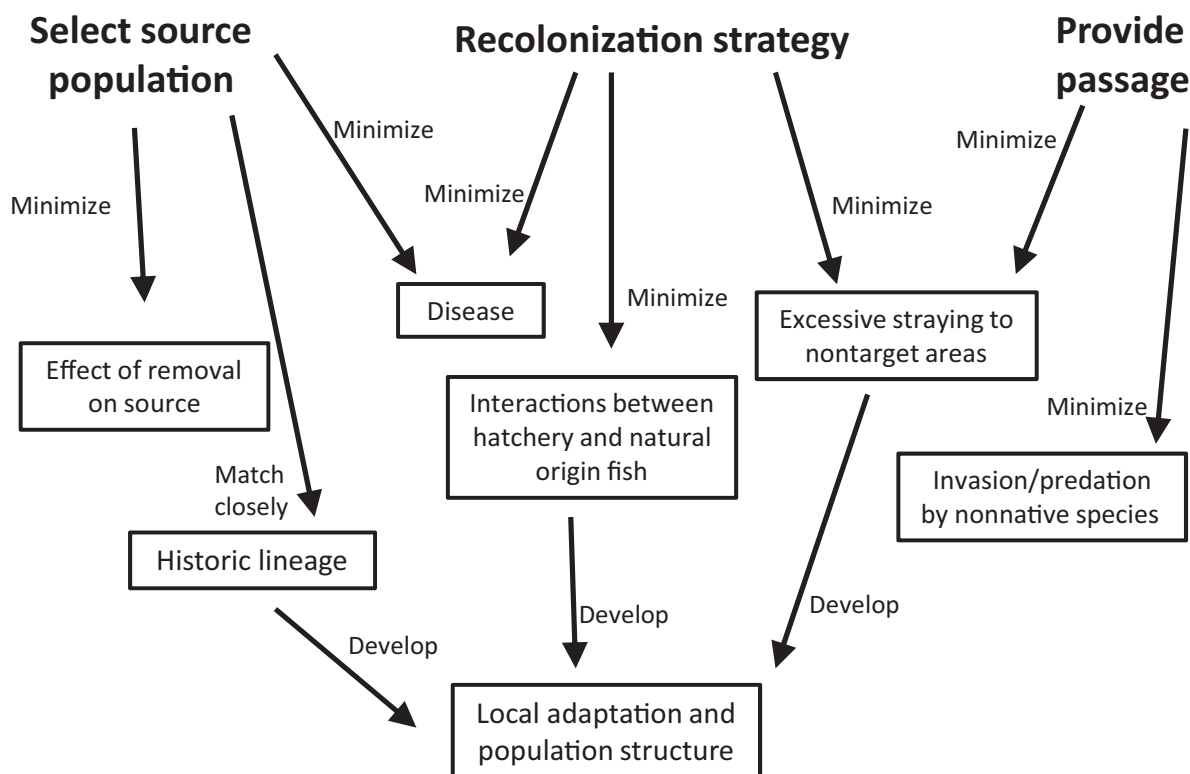 Select source
population
Recolonization strategy
Provide
passage
Minimize
Minimize
Minimize
Minimize
Minimize
Minimize
Minimize
Disease
Excessive straying to
nontarget areas
Effect of removal
on source
Interactions between
hatchery and natural
origin fish
Match
closely
Invasion/predation
by nonnative species
Historic lineage
Develop
Develop
Develop
Local adaptation and
population structure